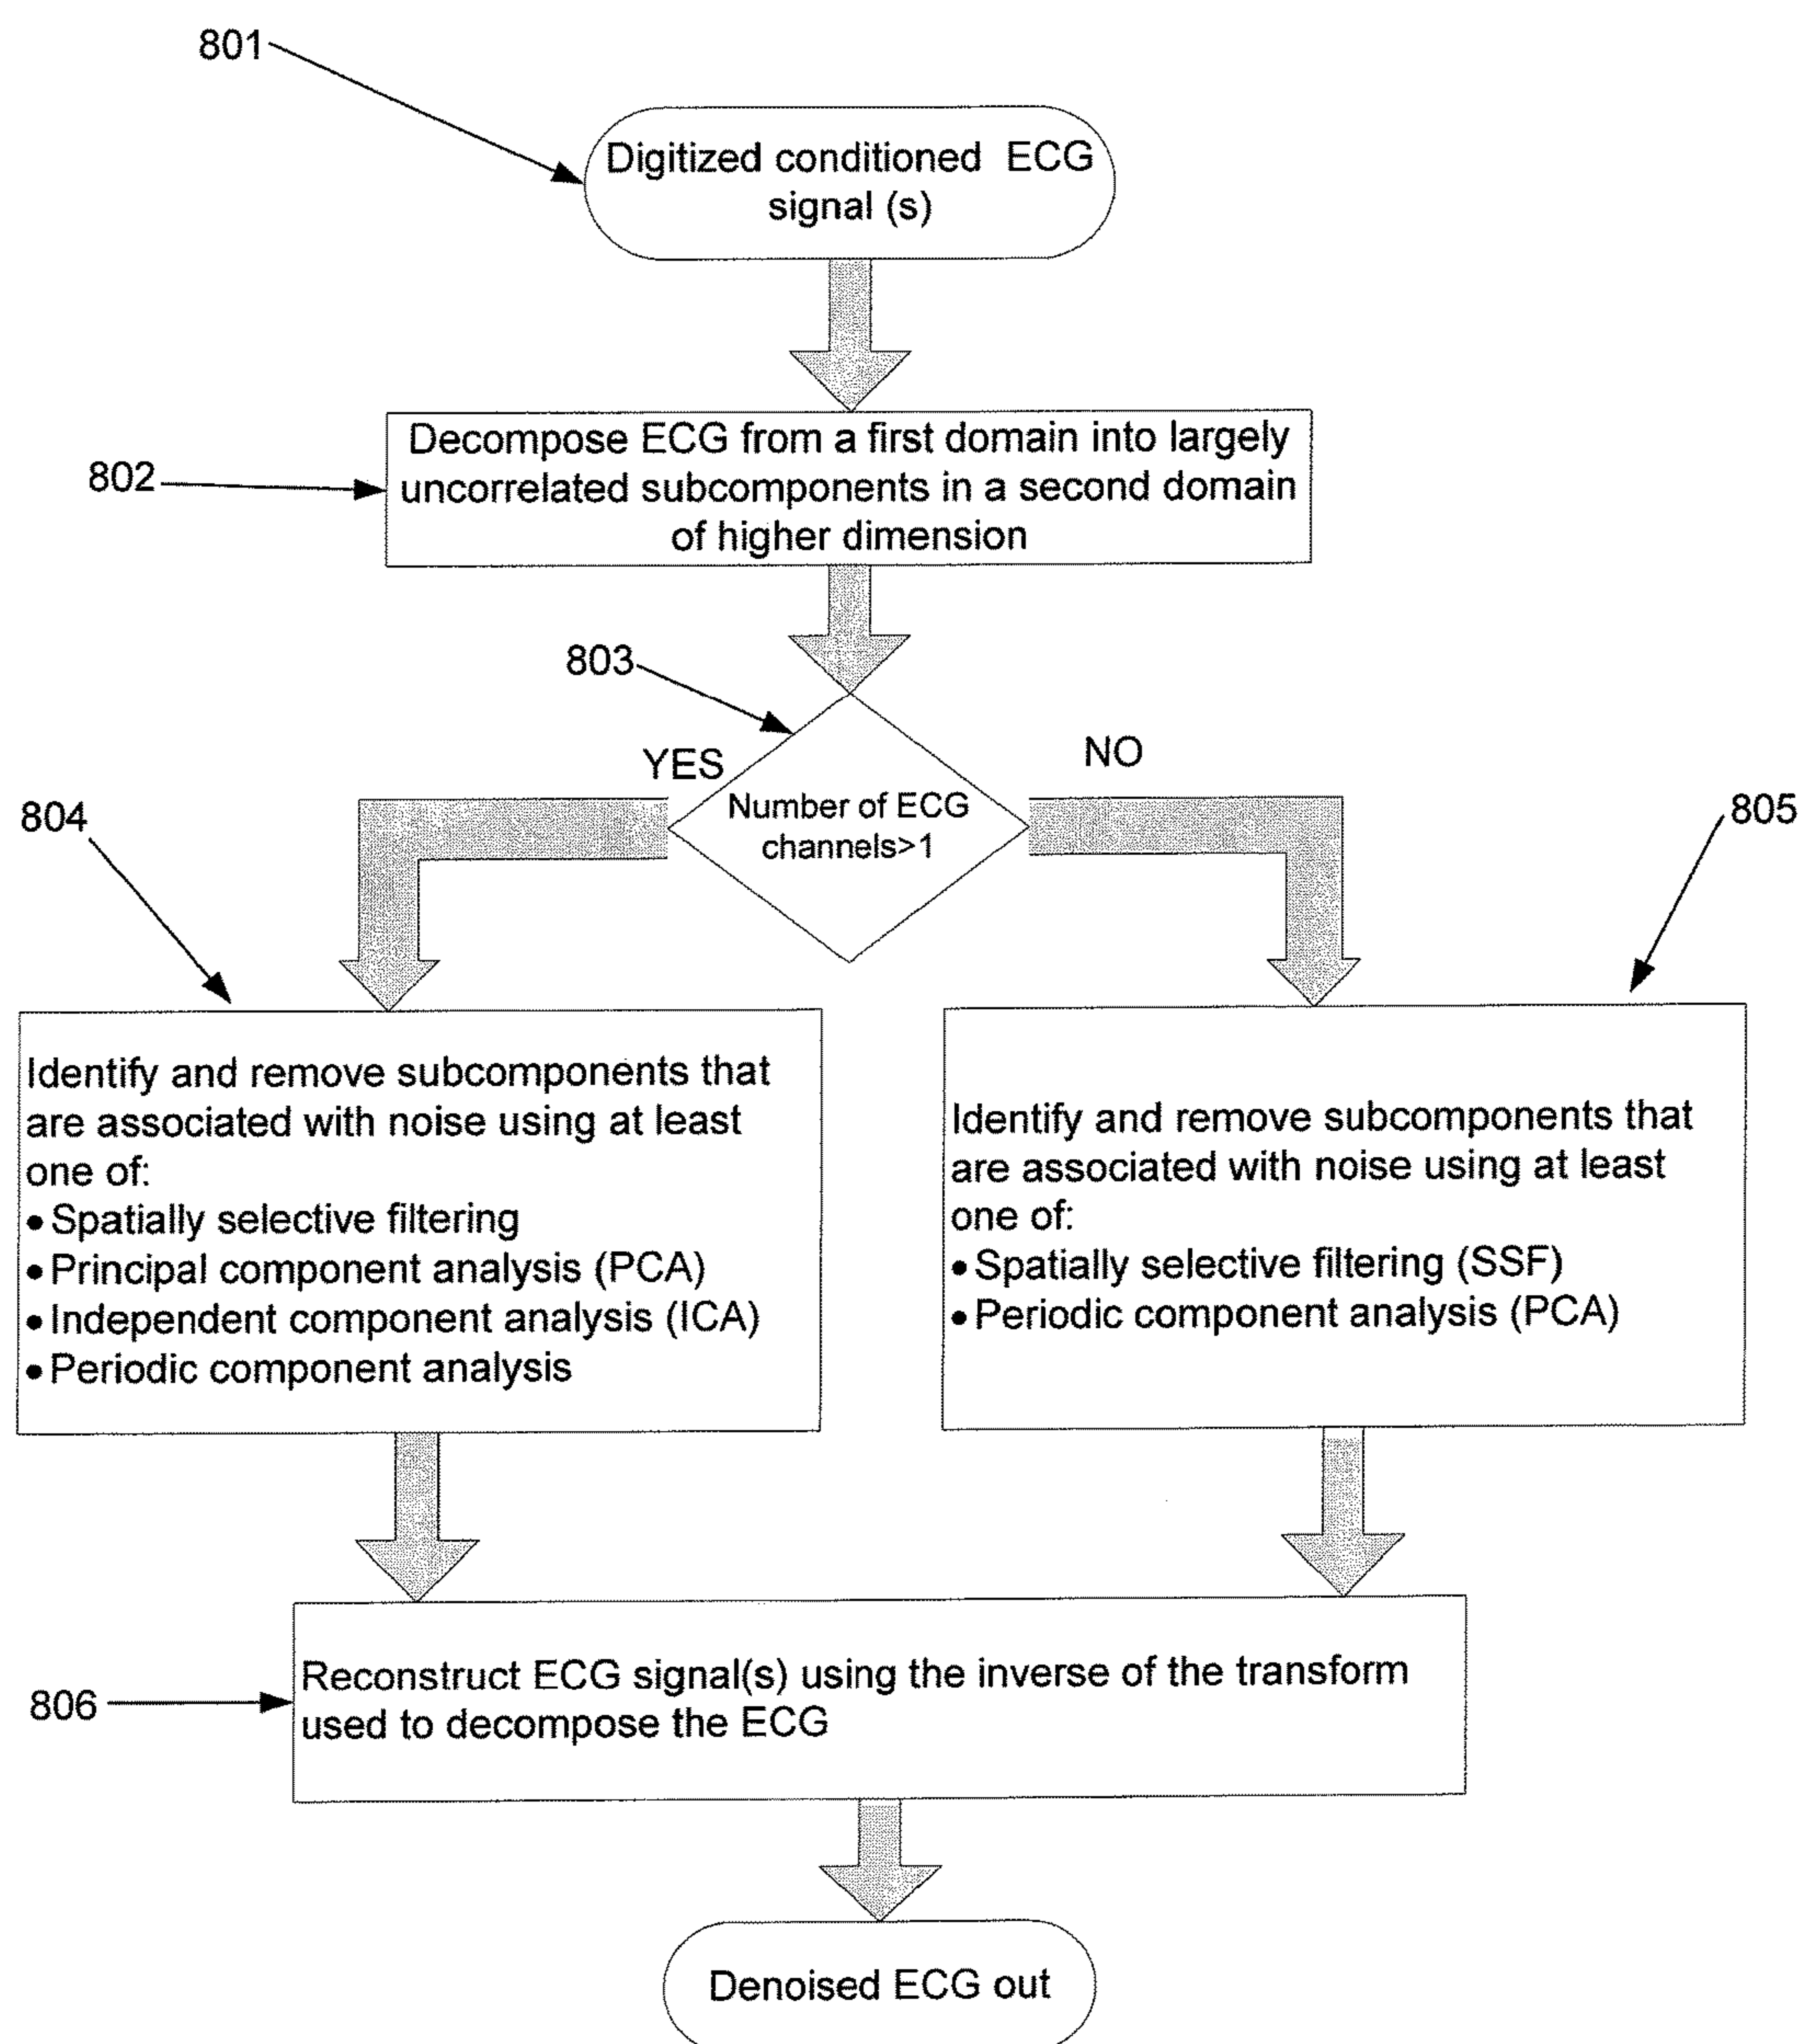 801
Digitized conditioned ECG
signal (s)
802
Decompose ECG from a first domain into largely
uncorrelated subcomponents in a second domain
of higher dimension
803
YES
NO
Number of ECG
channels>1
804
805
Identify and remove subcomponents that
are associated with noise using at least
one of:
• Spatially selective filtering
• Principal component analysis (PCA)
• Independent component analysis (ICA)
• Periodic component analysis
Identify and remove subcomponents that
are associated with noise using at least
one of:
• Spatially selective filtering (SSF)
• Periodic component analysis (PCA)
806
Reconstruct ECG signal(s) using the inverse of the transform
used to decompose the ECG
Denoised ECG out